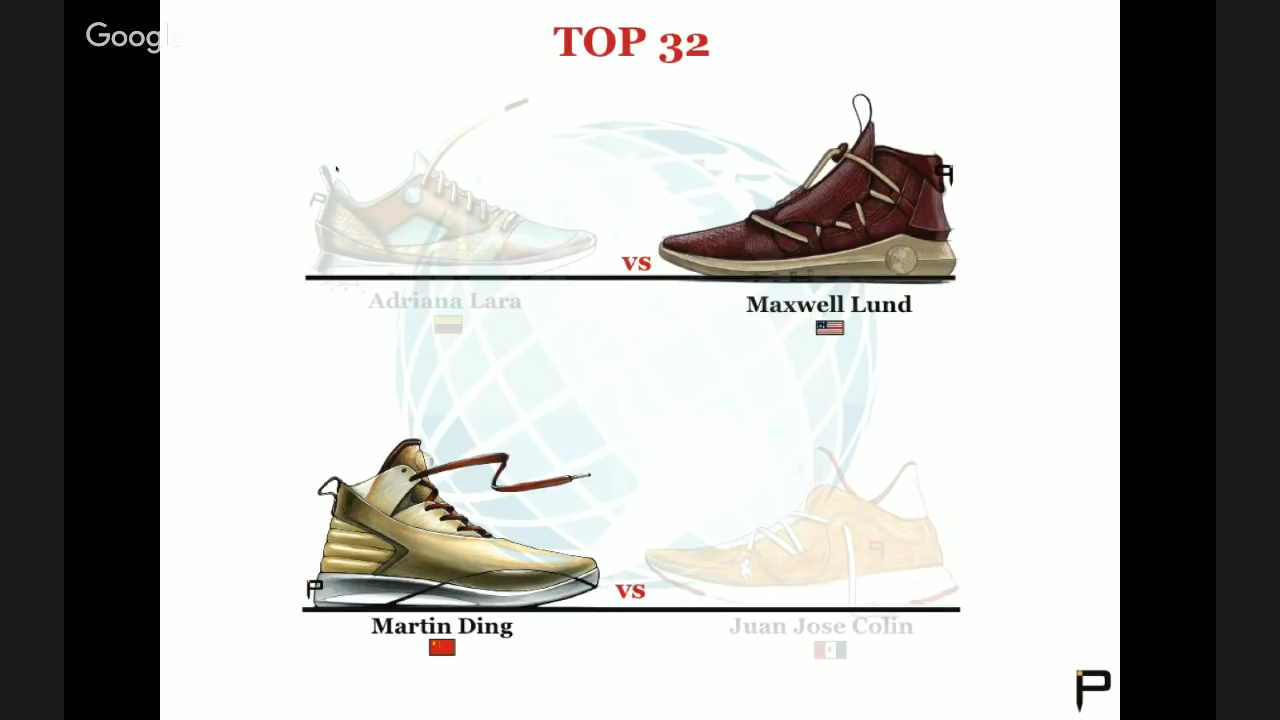 Google
TOP 32
vs
Adriana Lara
Maxwell Lund
vs
Martin Ding
Juan Jose Colin
P